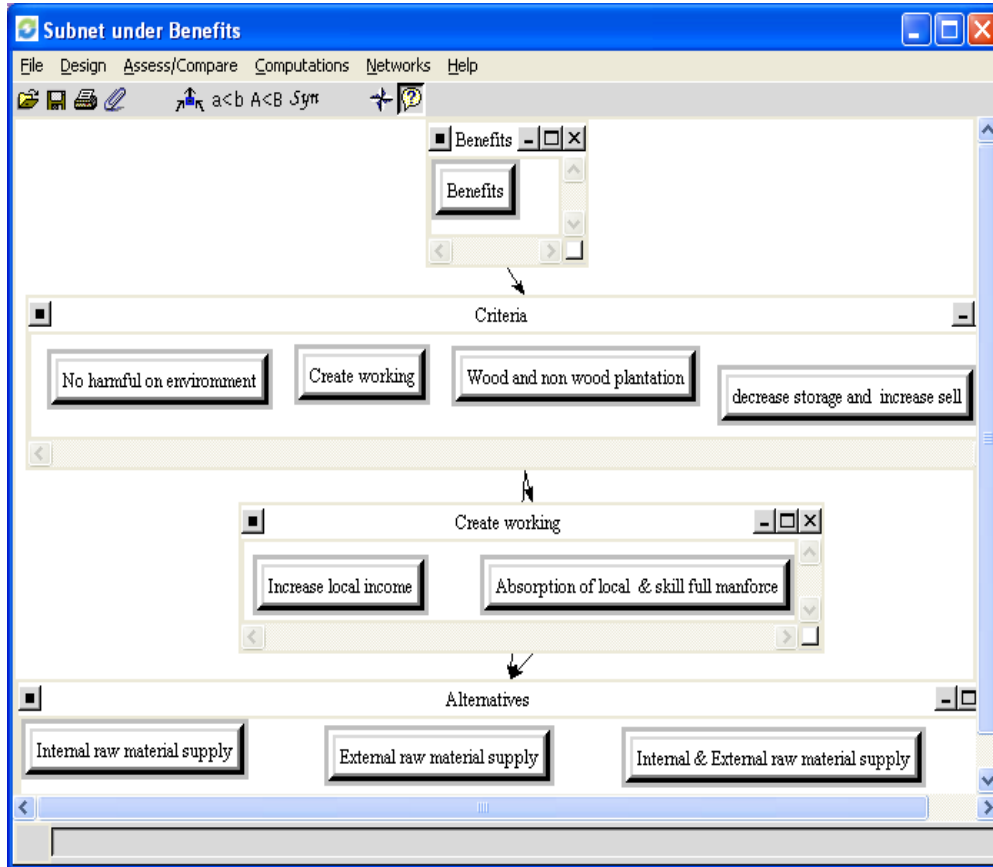 Subnet under Benefits
File Design Assess/Compare Computations Networks Help
a<b A<B Syn
Benefits
Benefits
Criteria
No harmful on enviromment
Create working
Wood and non wood plantation
decrease storage and increase sell
Create working
Increase local income
Absorption of local & skill full manforce
Alternatives
Internal raw material supply
External raw material supply
Internal & External raw material supply